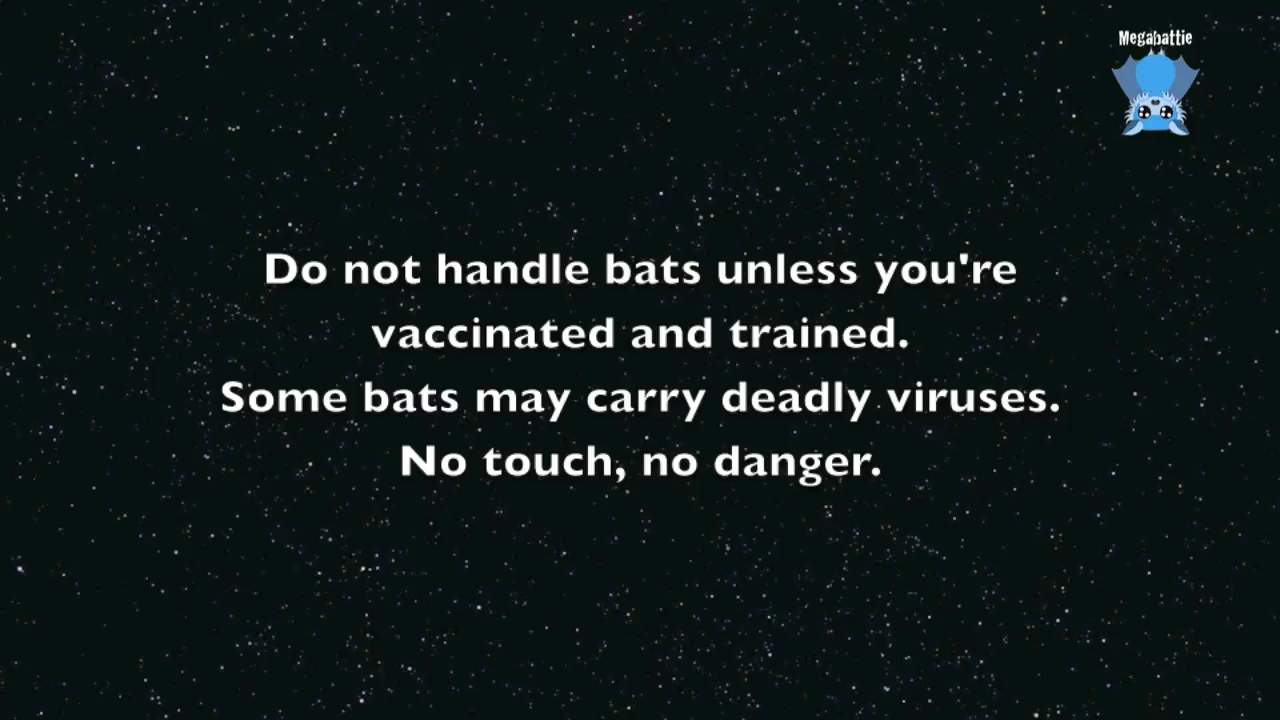 Megabattie
Do not handle bats unless you're
vaccinated and trained.
Some bats may carry deadly viruses.
No touch, no danger.